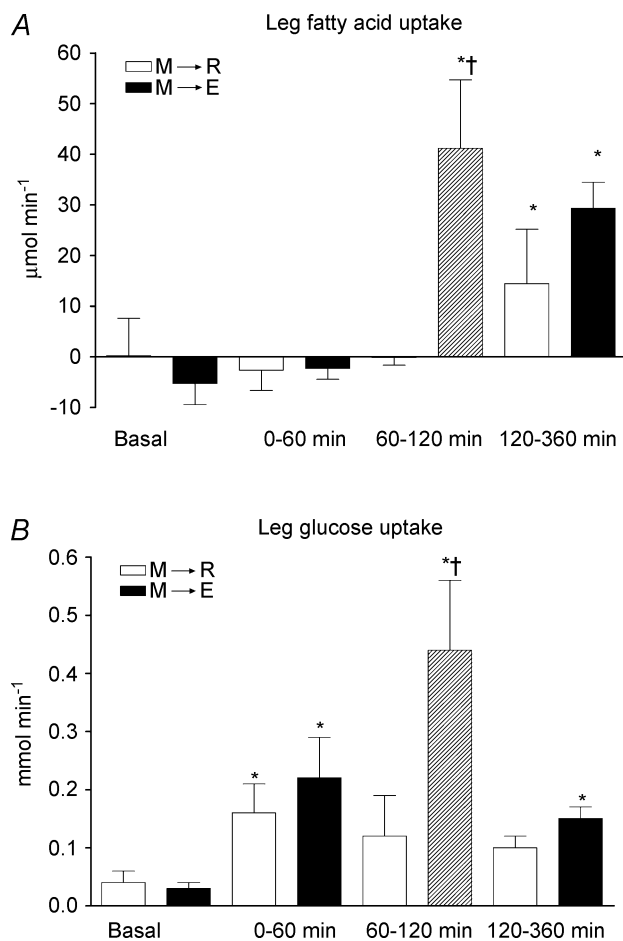 A Leg fatty acid uptake
60
M → R
*†
50
M → E
40
*
30
*
20
10
0
-10
μmol min-1
Basal 0-60 min 60-120 min 120-360 min
B Leg glucose uptake
0.6
M → R
*†
M → E
0.5
0.4
0.3
*
*
0.2
*
0.1
0.0
mmol min-1
Basal 0-60 min 60-120 min 120-360 min